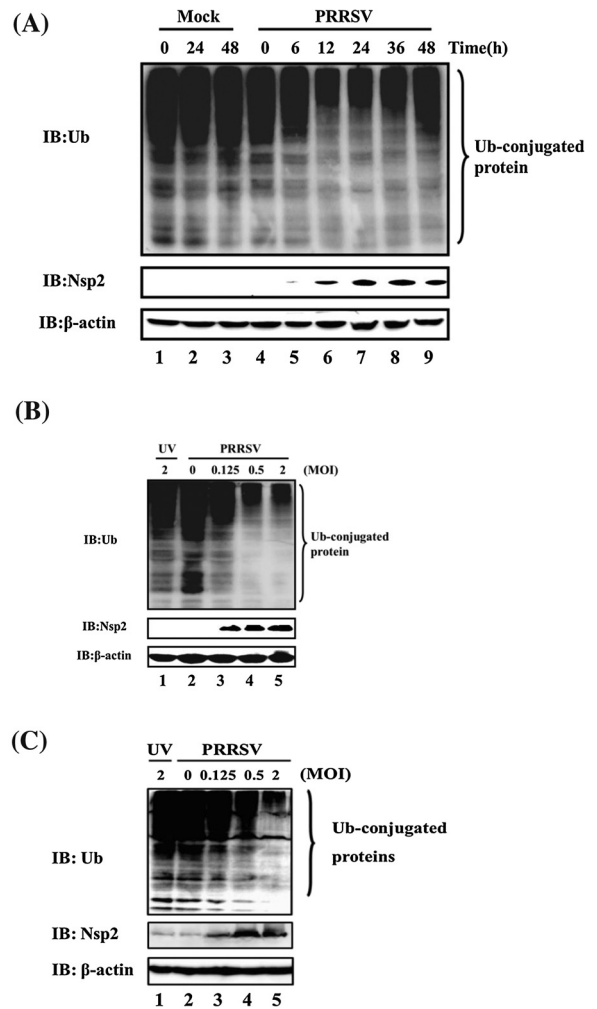 (A)
Mock PRRSV
0 24 48 0 6 12 24 36 48 Time(h)
IB:Ub
Ub-conjugated
protein
IB:Nsp2
IB:β-actin
1 2 3 4 5 6 7 8 9
(B)
UV PRRSV
2 0 0.125 0.5 2 (MOI)
IB:Ub
Ub-conjugated
protein
IB:Nsp2
IB:β-actin
1 2 3 4 5
(C)
UV PRRSV
2 0 0.125 0.5 2 (MOI)
Ub-conjugated
proteins
IB: Ub
IB: Nsp2
IB: β-actin
1 2 3 4 5